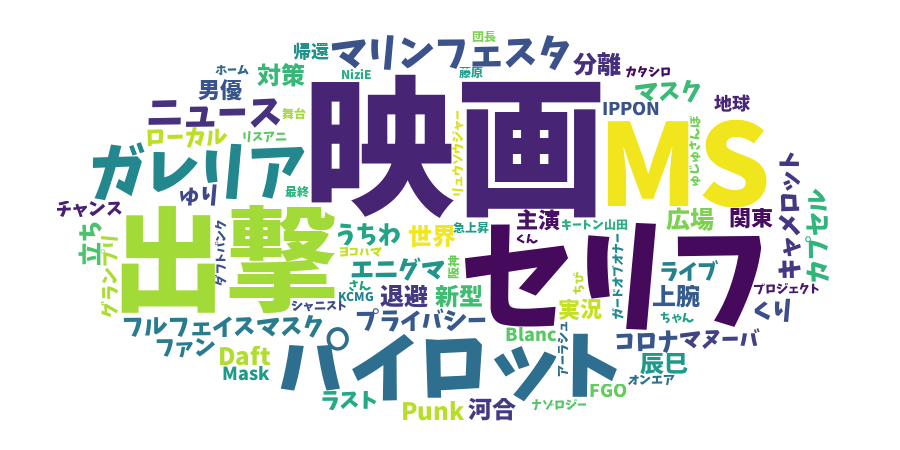 団長
帰還
マリンフェスタ
分離
カタシロ
ホーム
対策
NiziE
藤原
男優
マスク
IPPON
地球
ニュース
舞台
映画
MS
ローカル
リスアニ
リュウソウジャー
ゆじゅさんぽ
ガレリア
ゆり
最終
キャメロット
カプセル
チャンス
出撃
主演
キートン山田
広場
関東
立ち
うちわ
世界
急上昇
くん
ダフトパンク
ヨコハマ
セリフ
グランプリ
エニグマ
阪神
ちび
ガードオブオナー
ライブ
プロジェクト
さん
KCMG
退避
新型
上腕
シャニスト
実況
ちゃん
くり
フルフェイスマスク
プライバシー
Blanc
コロナマヌーバ
ファン
Daft
パイロット
アーラシュ
辰巳
Mask
オンエア
FGO
ラスト
Punk
河合
ナゾロジー